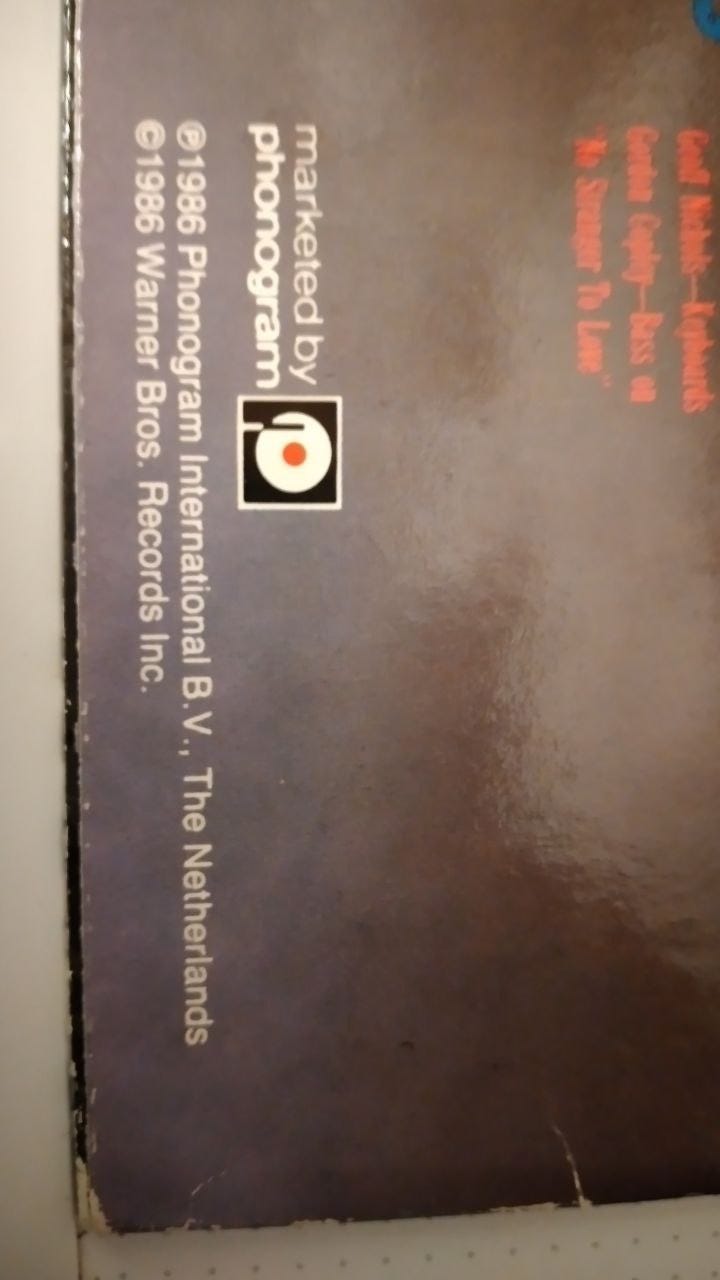 Geoff Nichols—Keyboards
Gordon Copley—Bass on
"No Stranger To Love"
marketed by
phonogram
℗1986 Phonogram International B.V., The Netherlands
©1986 Warner Bros. Records Inc.